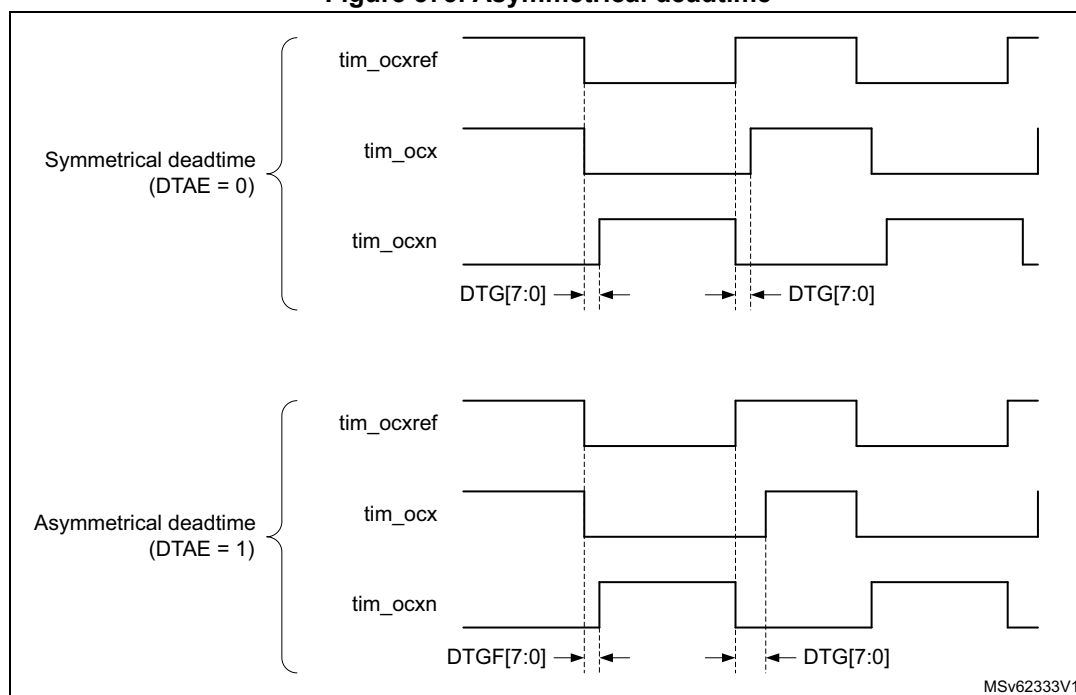 Figure 378. Asymmetrical deadtime
tim_ocxref
tim_ocx
Symmetrical deadtime
(DTAE = 0)
tim_ocxn
DTG[7:0]
DTG[7:0]
tim_ocxref
tim_ocx
Asymmetrical deadtime
(DTAE = 1)
tim_ocxn
DTGF[7:0]
DTG[7:0]
MSv62333V1